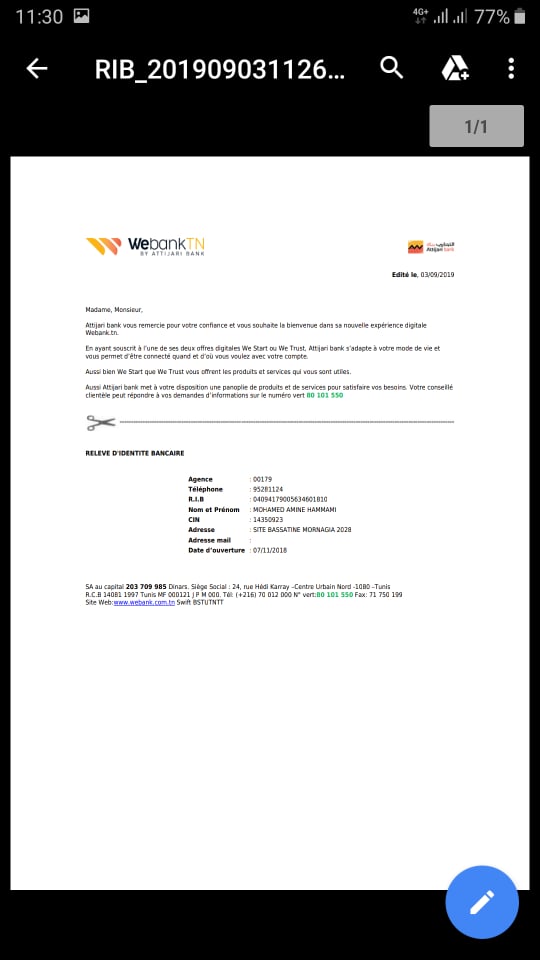 11:30
4G+
77%
RIB_201909031126...
1/1
WebankTN
BY ATTIJARI BANK
التجاري بنك
Attijari bank
Edité le, 03/09/2019
Madame, Monsieur,
Attijari bank vous remercie pour votre confiance et vous souhaite la bienvenue dans sa nouvelle expérience digitale
Webank.tn.
En ayant souscrit à l'une de ses deux offres digitales We Start ou We Trust, Attijari bank s'adapte à votre mode de vie et
vous permet d'être connecté quand et d'où vous voulez avec votre compte.
Aussi bien We Start que We Trust vous offrent les produits et services qui vous sont utiles.
Aussi Attijari bank met à votre disposition une panoplie de produits et de services pour satisfaire vos besoins. Votre conseillé
clientèle peut répondre à vos demandes d'informations sur le numéro vert 80 101 550
RELEVE D'IDENTITE BANCAIRE
Agence : 00179
Téléphone : 95281124
R.I.B : 04094179005634601810
Nom et Prénom : MOHAMED AMINE HAMMAMI
CIN : 14350923
Adresse : SITE BASSATINE MORNAGIA 2028
Adresse mail :
Date d'ouverture : 07/11/2018
SA au capital 203 709 985 Dinars. Siège Social : 24, rue Hédi Karray –Centre Urbain Nord -1080 –Tunis
R.C.B 14081 1997 Tunis MF 000121 J P M 000. Tél: (+216) 70 012 000 N° vert:80 101 550 Fax: 71 750 199
Site Web:www.webank.com.tn Swift BSTUTNTT